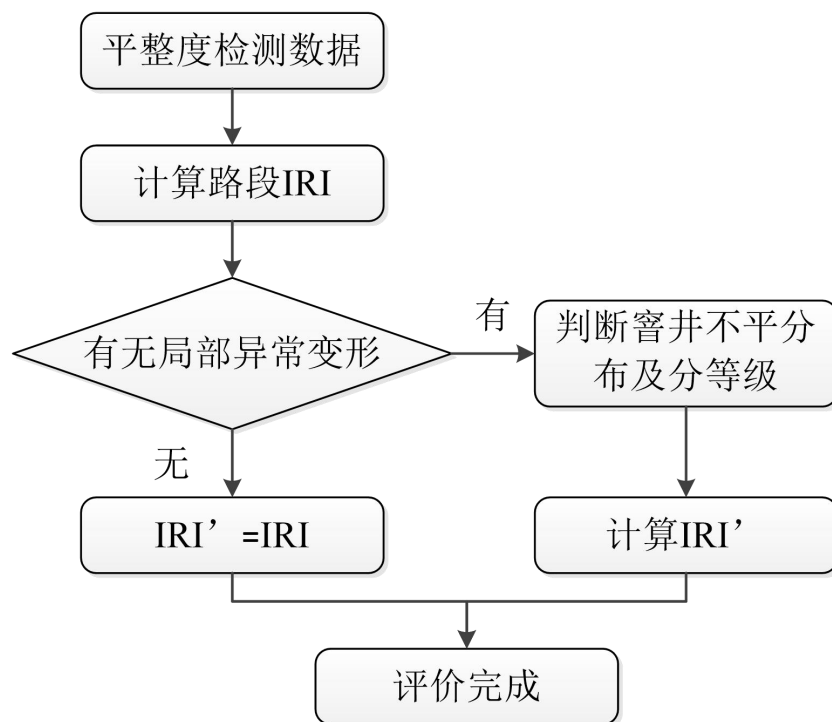 平整度检测数据
计算路段IRI
有无局部异常变形
有
判断窨井不平分
布及分等级
无
IRI’=IRI
计算IRI’
评价完成